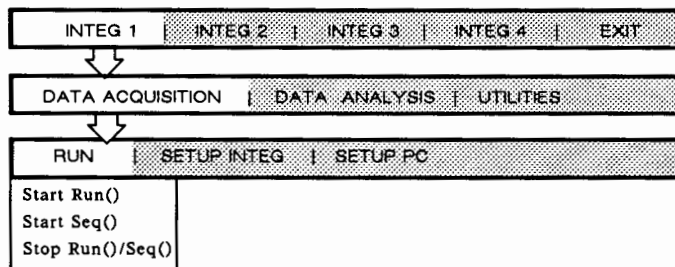 INTEG 1 | INTEG 2 | INTEG 3 | INTEG 4 | EXIT
DATA ACQUISITION | DATA ANALYSIS | UTILITIES
RUN | SETUP INTEG | SETUP PC
Start Run()
Start Seq()
Stop Run()/Seq()